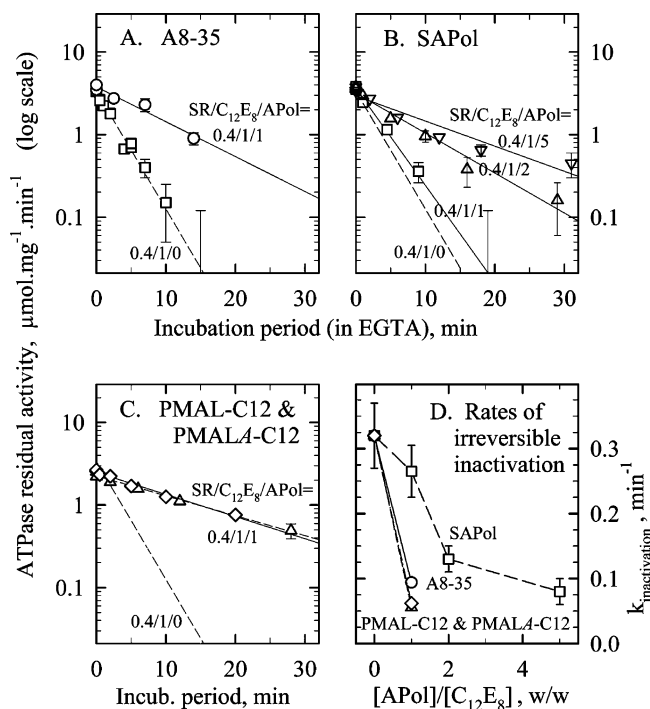 A. A8-35
B. SAPol
10
1
0.1
SR/C12E8/APol=
0.4/1/1
0.4/1/0
SR/C12E8/APol=
0.4/1/5
0.4/1/2
0.4/1/1
0.4/1/0
10
1
0.1
0 10 20 30
0 10 20 30
Incubation period (in EGTA), min
ATPase residual activity, μmol.mg-1.min-1 (log scale)
C. PMAL-C12 &
PMALA-C12
10
1
0.1
SR/C12E8/APol=
0.4/1/1
0.4/1/0
0 10 20 30
Incub. period, min
D. Rates of
irreversible
inactivation
SAPol
A8-35
PMAL-C12 & PMALA-C12
0.3
0.2
0.1
0.0
kinactivation, min-1
0 2 4
[APol]/[C12E8] , w/w